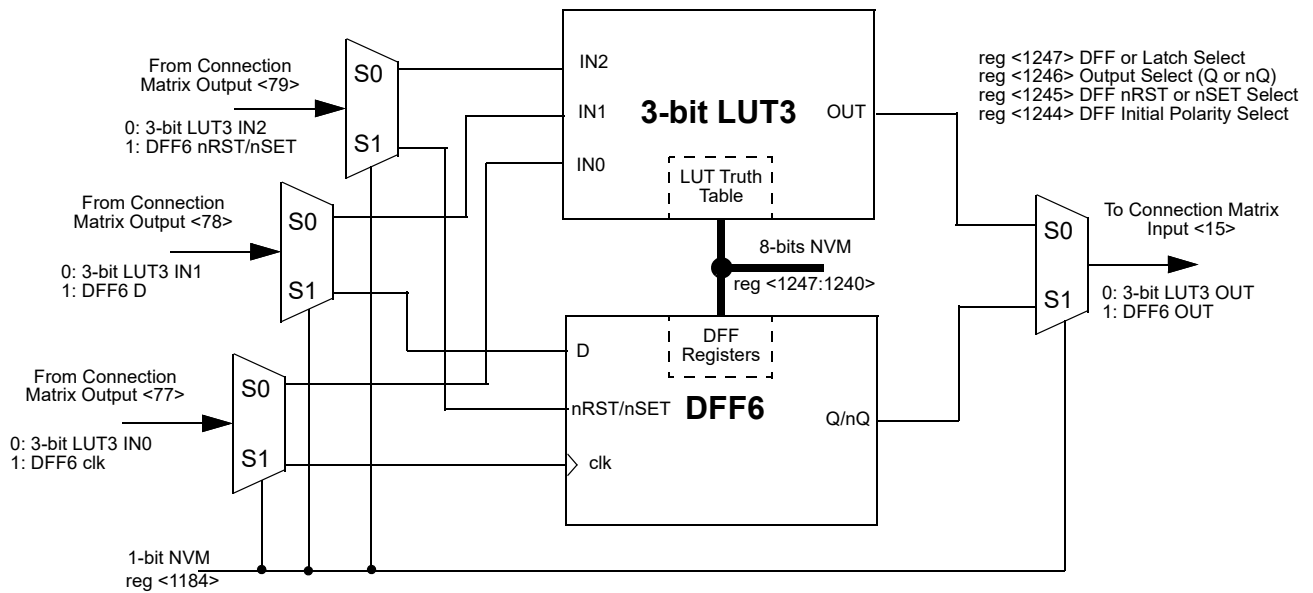 From Connection
Matrix Output <79>
0: 3-bit LUT3 IN2
1: DFF6 nRST/nSET
S0
S1
From Connection
Matrix Output <78>
0: 3-bit LUT3 IN1
1: DFF6 D
S0
S1
From Connection
Matrix Output <77>
0: 3-bit LUT3 IN0
1: DFF6 clk
S0
S1
1-bit NVM
reg <1184>
IN2
IN1
IN0
3-bit LUT3
OUT
LUT Truth
Table
8-bits NVM
reg <1247:1240>
DFF
Registers
D
nRST/nSET
DFF6
Q/nQ
clk
reg <1247> DFF or Latch Select
reg <1246> Output Select (Q or nQ)
reg <1245> DFF nRST or nSET Select
reg <1244> DFF Initial Polarity Select
S0
S1
To Connection Matrix
Input <15>
0: 3-bit LUT3 OUT
1: DFF6 OUT